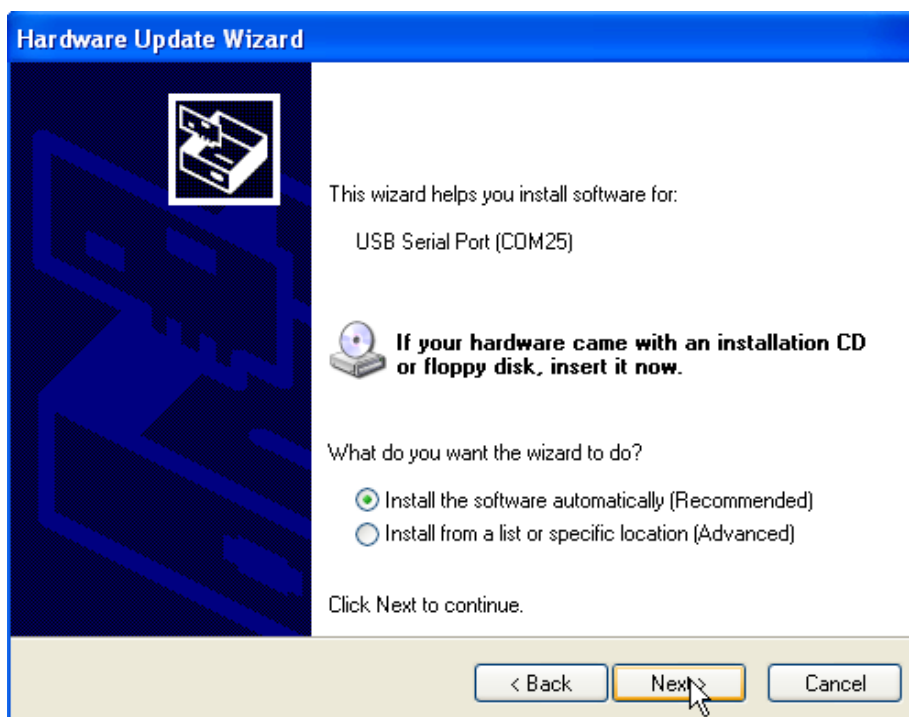 Hardware Update Wizard
This wizard helps you install software for:
USB Serial Port (COM25)
If your hardware came with an installation CD
or floppy disk, insert it now.
What do you want the wizard to do?
Install the software automatically (Recommended)
Install from a list or specific location (Advanced)
Click Next to continue.
< Back
Next >
Cancel